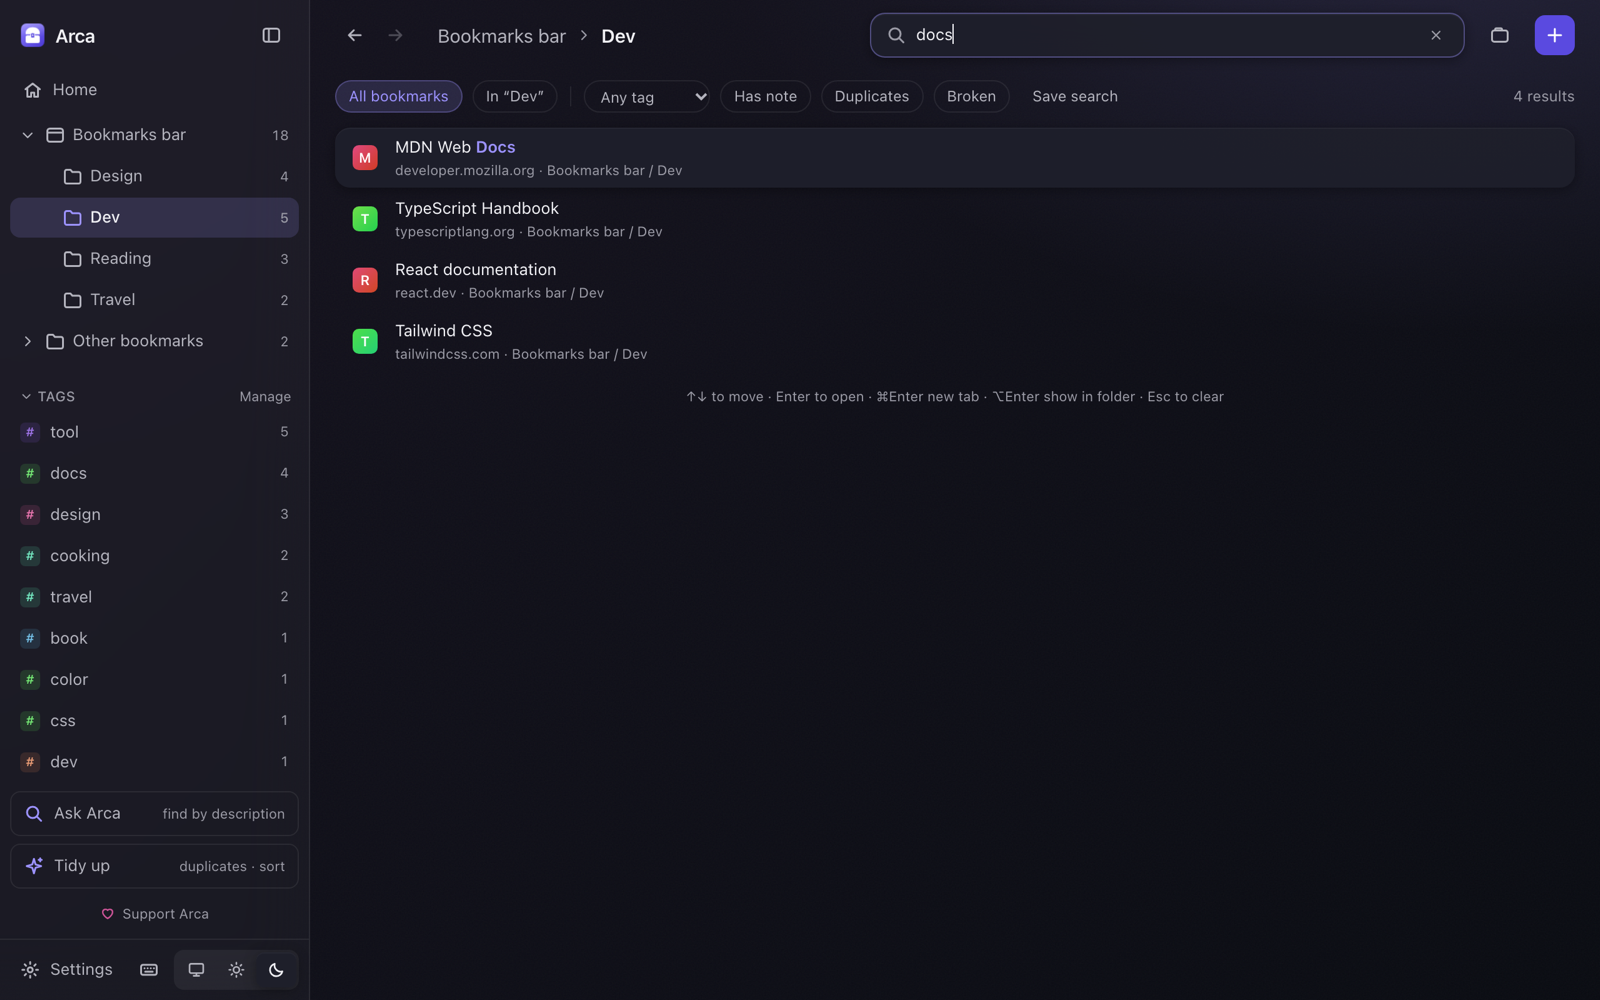 Arca
Home
Bookmarks bar 18
Design 4
Dev 5
Reading 3
Travel 2
Other bookmarks 2
TAGS Manage
# tool 5
# docs 4
# design 3
# cooking 2
# travel 2
# book 1
# color 1
# css 1
# dev 1
Ask Arca find by description
Tidy up duplicates · sort
Support Arca
Settings
Bookmarks bar > Dev
docs
All bookmarks In “Dev” Any tag Has note Duplicates Broken Save search 4 results
M MDN Web Docs
developer.mozilla.org · Bookmarks bar / Dev
T TypeScript Handbook
typescriptlang.org · Bookmarks bar / Dev
R React documentation
react.dev · Bookmarks bar / Dev
T Tailwind CSS
tailwindcss.com · Bookmarks bar / Dev
↑↓ to move · Enter to open · ⌘Enter new tab · ⌥Enter show in folder · Esc to clear